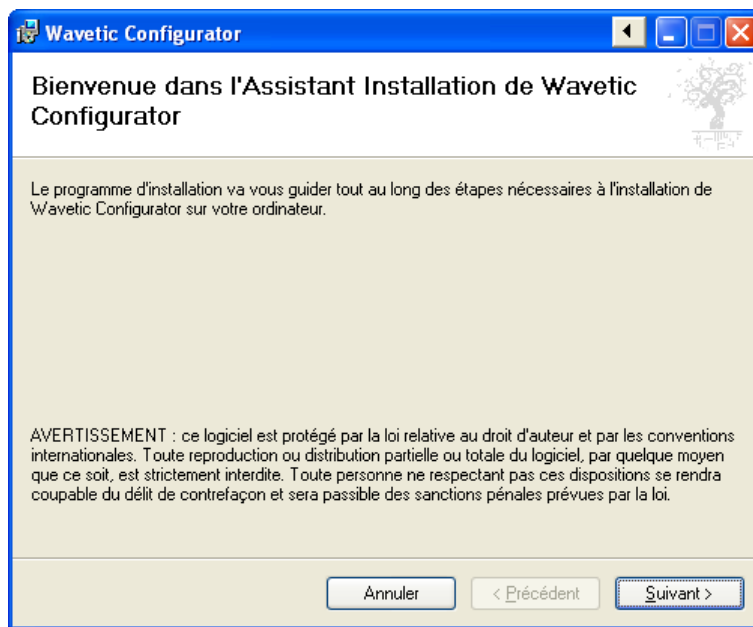 Wavetic Configurator
Bienvenue dans l'Assistant Installation de Wavetic
Configurator
Le programme d'installation va vous guider tout au long des étapes nécessaires à l'installation de
Wavetic Configurator sur votre ordinateur.
AVERTISSEMENT : ce logiciel est protégé par la loi relative au droit d'auteur et par les conventions
internationales. Toute reproduction ou distribution partielle ou totale du logiciel, par quelque moyen
que ce soit, est strictement interdite. Toute personne ne respectant pas ces dispositions se rendra
coupable du délit de contrefaçon et sera passible des sanctions pénales prévues par la loi.
Annuler
< Précédent
Suivant >